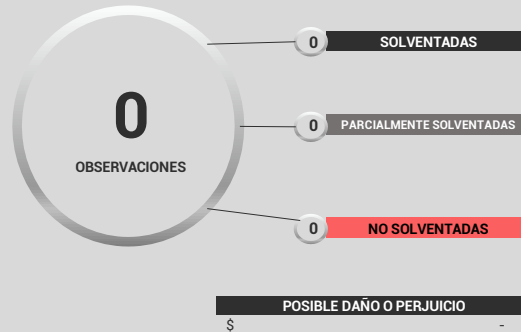 0
OBSERVACIONES
0 SOLVENTADAS
0 PARCIALMENTE SOLVENTADAS
0 NO SOLVENTADAS
POSIBLE DAÑO O PERJUICIO
$ -